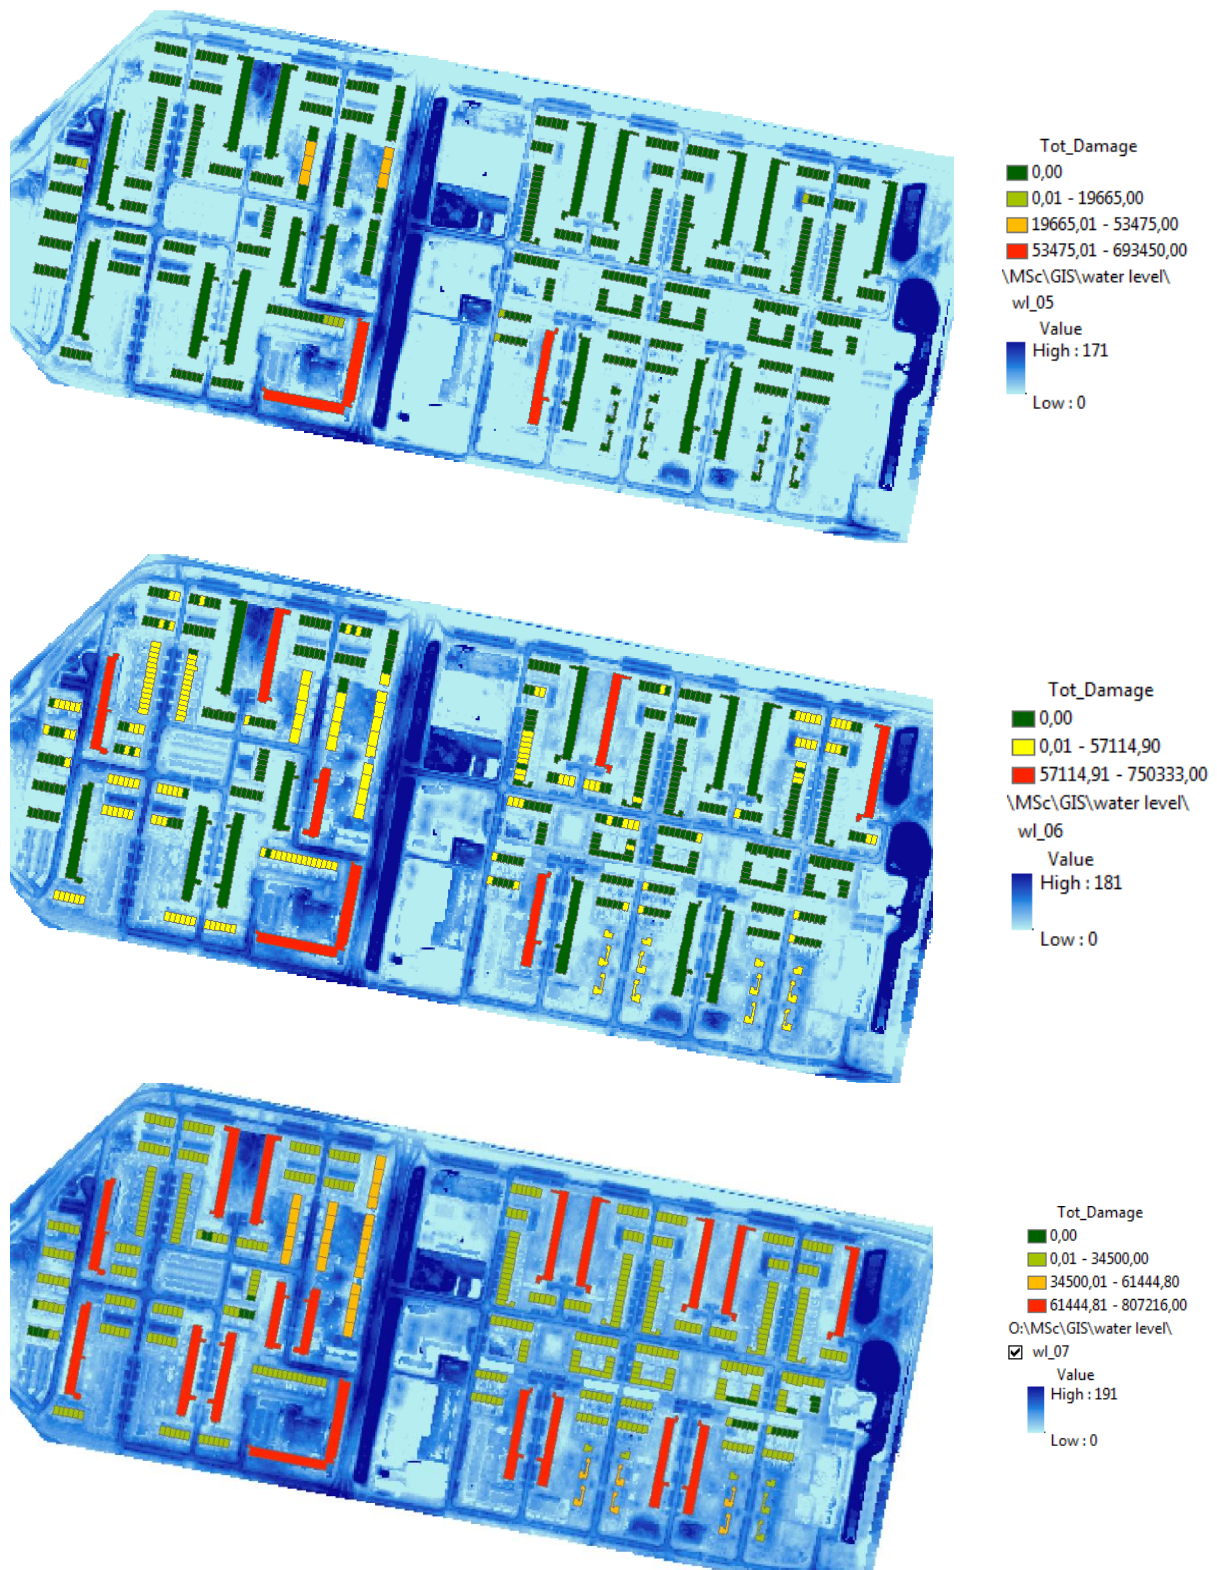 Tot_Damage
0,00
0,01 - 19665,00
19665,01 - 53475,00
53475,01 - 693450,00
\MSc\GIS\water level\
wl_05
Value
High : 171
Low : 0
Tot_Damage
0,00
0,01 - 57114,90
57114,91 - 750333,00
\MSc\GIS\water level\
wl_06
Value
High : 181
Low : 0
Tot_Damage
0,00
0,01 - 34500,00
34500,01 - 61444,80
61444,81 - 807216,00
O:\MSc\GIS\water level\
wl_07
Value
High : 191
Low : 0